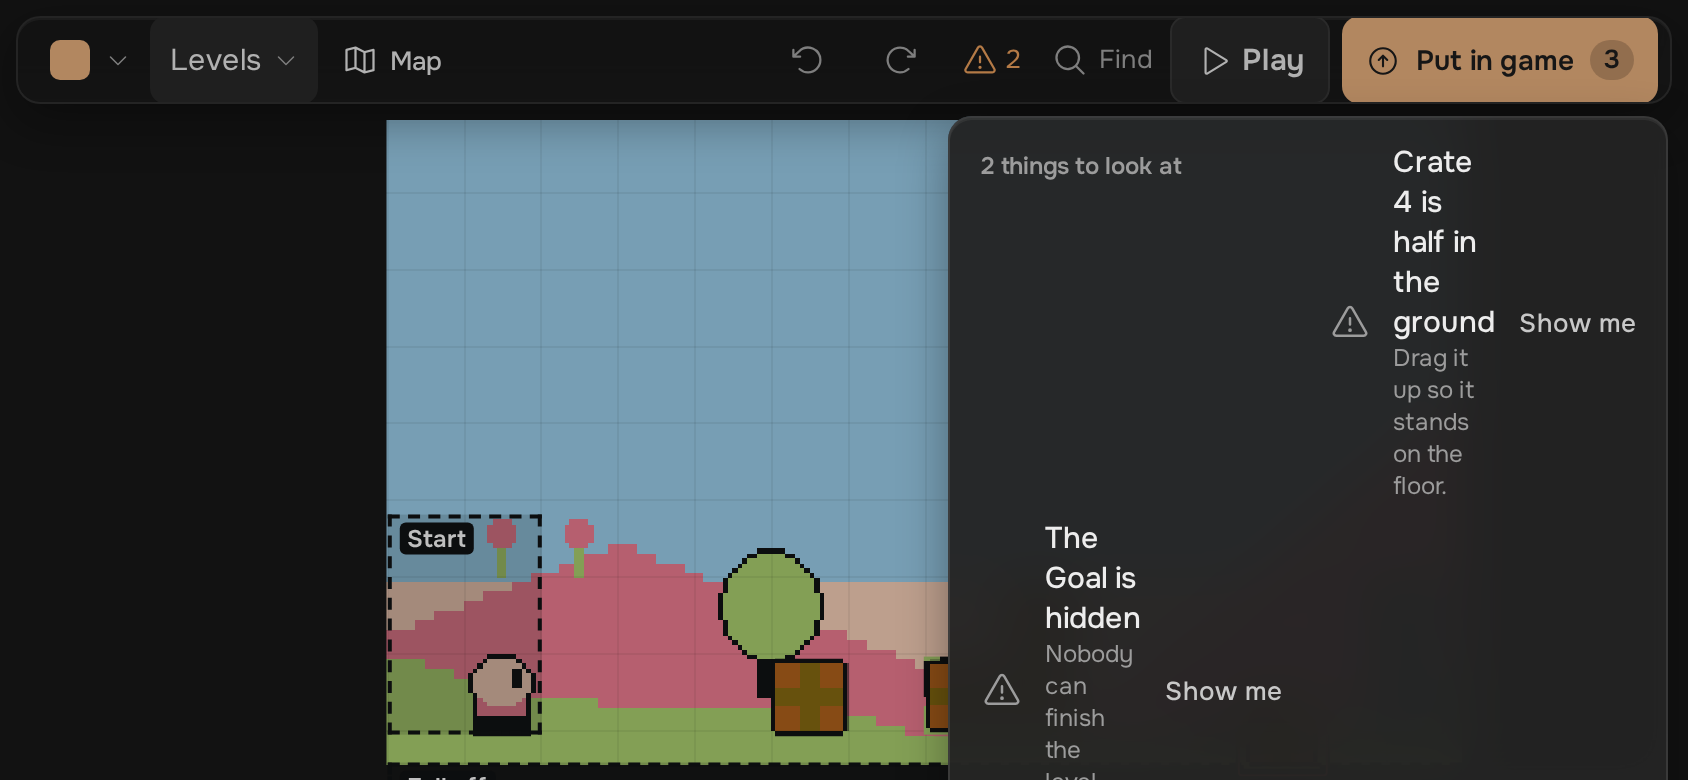 Levels
Map
2
Find
Play
Put in game
3
2 things to look at
Crate
4 is
half in
the
ground
Show me
Drag it
up so it
stands
on the
floor.
Start
The
Goal is
hidden
Nobody
can
finish
the
Show me